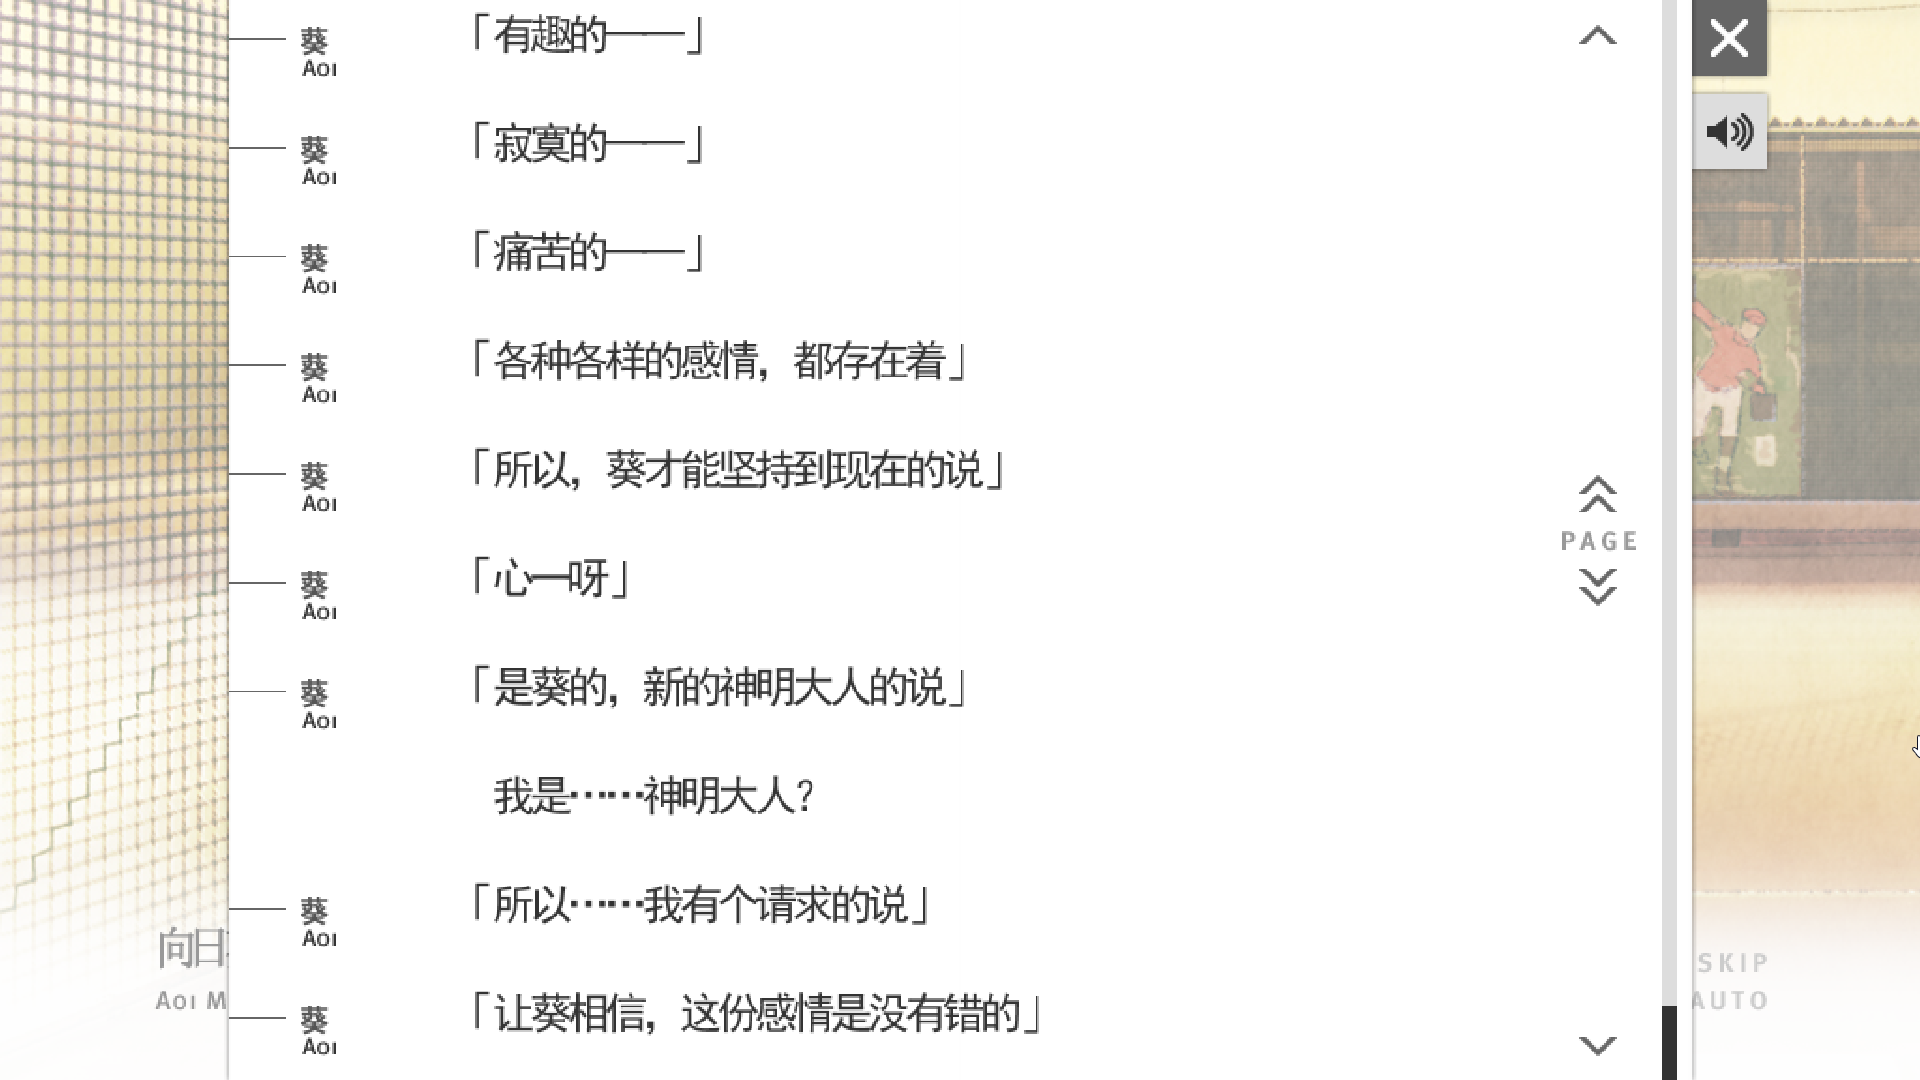 葵
Aoi
「有趣的——」
葵
Aoi
「寂寞的——」
葵
Aoi
「痛苦的——」
葵
Aoi
「各种各样的感情，都存在着」
葵
Aoi
「所以，葵才能坚持到现在的说」
葵
Aoi
「心一呀」
葵
Aoi
「是葵的，新的神明大人的说」
我是……神明大人？
葵
Aoi
「所以……我有个请求的说」
葵
Aoi
「让葵相信，这份感情是没有错的」
PAGE
向日
Aoi M
SKIP
AUTO